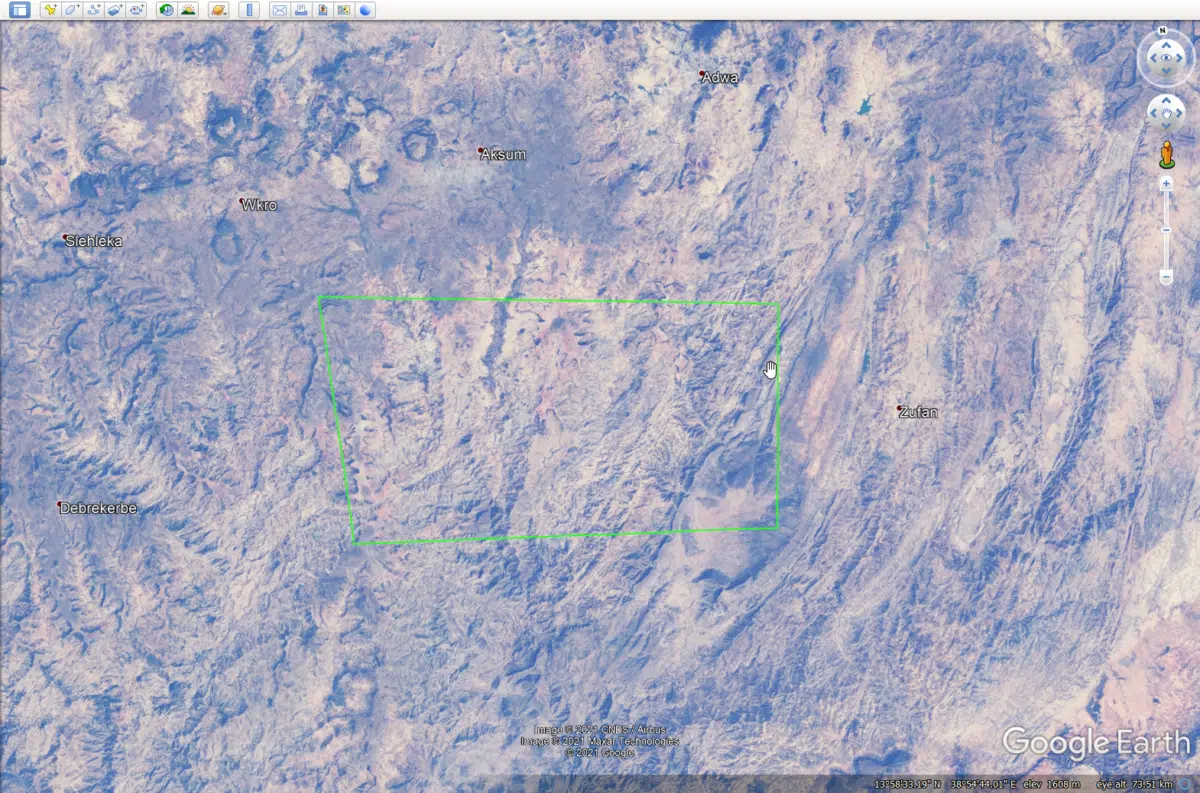 N
Adwa
Aksum
Wkro
Slehleka
Zufan
Debrekerbe
Image © 2021 CNES / Airbus
Image © 2021 Maxar Technologies
© 2021 Google
Google Earth
13°58'33.19" N 38°54'44.01" E elev 1608 m eye alt 73.51 km